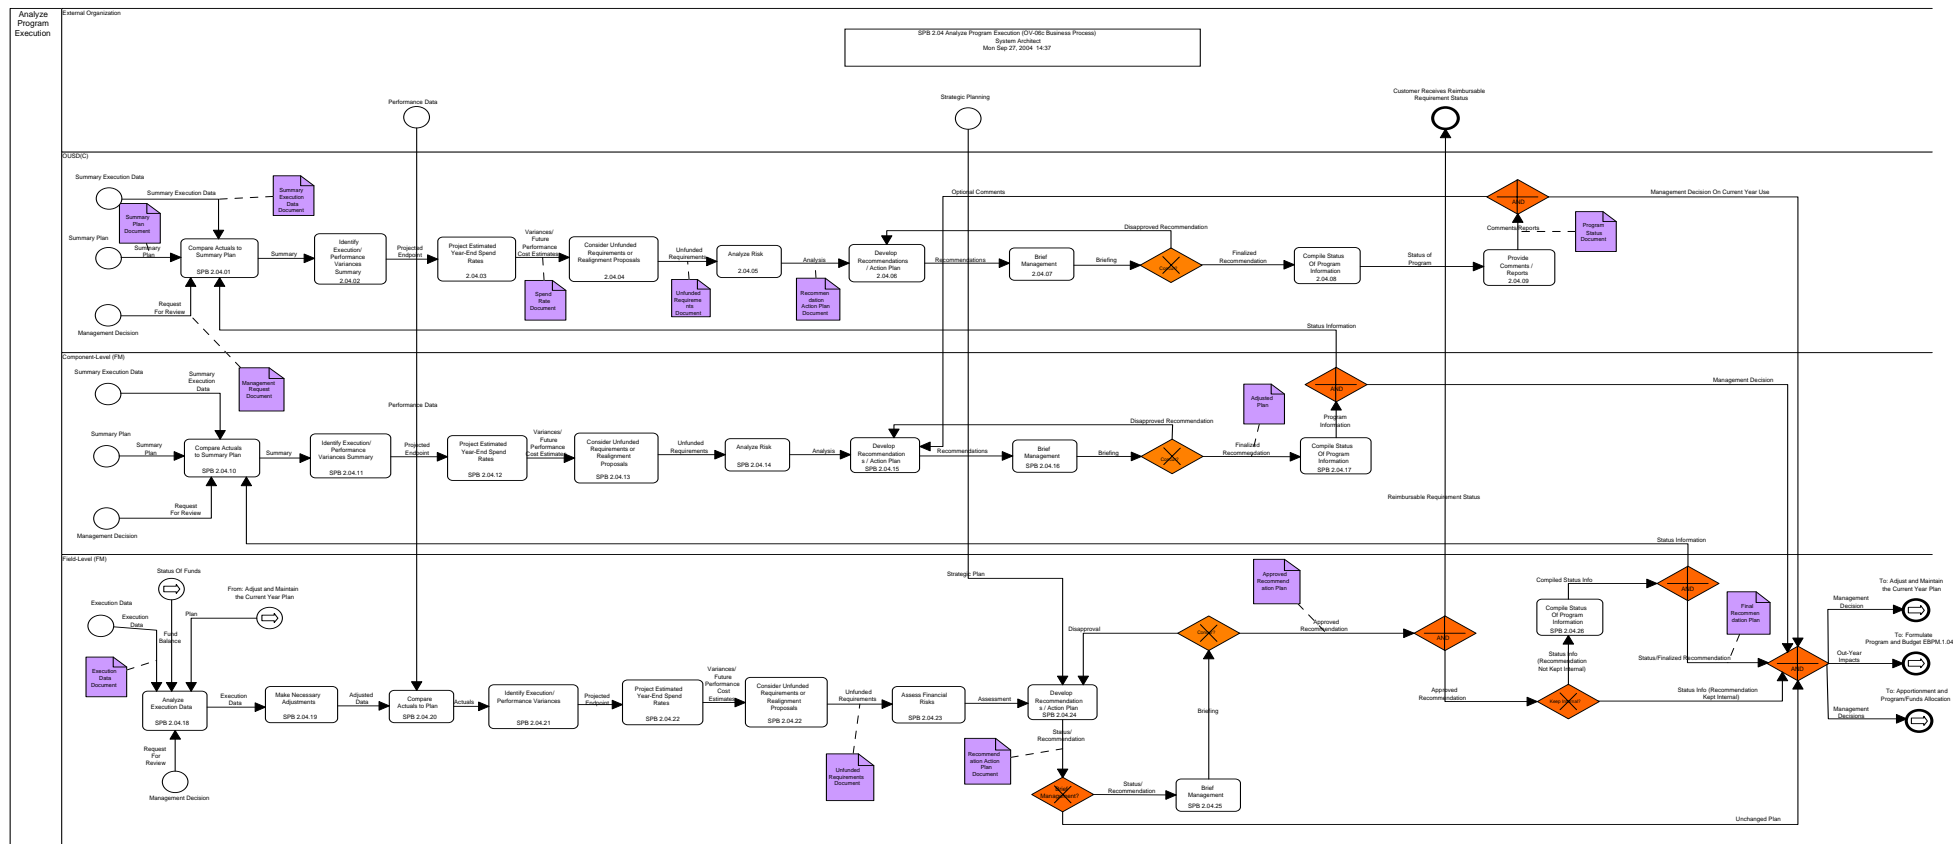 Analyze
Program
Execution
External Organization
SPB 2.04 Analyze Program Execution (OV-06c Business Process)
System Architect
Mon Sep 27, 2004 14:37
Performance Data
Strategic Planning
Customer Receives Reimbursable
Requirement Status
OUSD(C)
Summary Execution Data
Summary Execution Data
Summary
Execution
Data
Document
Summary
Plan
Document
Summary Plan
Summary
Plan
Compare Actuals to
Summary Plan
SPB 2.04.01
Summary
Identify
Execution/
Performance
Variances
Summary
2.04.02
Projected
Endpoint
Project Estimated
Year-End Spend
Rates
2.04.03
Variances/
Future
Performance
Cost Estimates
Spend
Rate
Document
Consider Unfunded
Requirements or
Realignment Proposals
2.04.04
Unfunded
Requirements
Unfunded
Requireme
nts
Document
Analyze Risk
2.04.05
Analysis
Recommen
dation
Action Plan
Document
Optional Comments
Develop
Recommendations
/ Action Plan
2.04.06
Recommendations
Brief
Management
2.04.07
Briefing
Disapproved Recommendation
Finalized
Recommendation
Compile Status
Of Program
Information
2.04.08
Status of
Program
Provide
Comments /
Reports
2.04.09
Comments/Reports
Program
Status
Document
AND
Management Decision On Current Year Use
Request
For Review
Management Decision
Status Information
Component-Level (FM)
Summary Execution Data
Summary
Execution
Data
Management
Request
Document
Performance Data
Summary Plan
Summary
Plan
Compare Actuals
to Summary Plan
SPB 2.04.10
Summary
Identify Execution/
Performance
Variances Summary
SPB 2.04.11
Projected
Endpoint
Project Estimated
Year-End Spend
Rates
SPB 2.04.12
Variances/
Future
Performance
Cost Estimates
Consider Unfunded
Requirements or
Realignment
Proposals
SPB 2.04.13
Unfunded
Requirements
Analyze Risk
SPB 2.04.14
Analysis
Develop
Recommendation
s / Action Plan
SPB 2.04.15
Recommendations
Brief
Management
SPB 2.04.16
Briefing
Disapproved Recommendation
Adjusted
Plan
Finalized
Recommendation
Compile Status
Of Program
Information
SPB 2.04.17
Program
Information
AND
Management Decision
Request
For Review
Management Decision
Reimbursable Requirement Status
Status Information
Field-Level (FM)
Status Of Funds
From: Adjust and Maintain
the Current Year Plan
Execution Data
Execution
Data
Fund
Balance
Plan
Execution
Data
Document
Analyze
Execution Data
SPB 2.04.18
Request
For
Review
Management Decision
Execution
Data
Make Necessary
Adjustments
SPB 2.04.19
Adjusted
Data
Compare
Actuals to Plan
SPB 2.04.20
Actuals
Identify Execution/
Performance Variances
SPB 2.04.21
Projected
Endpoint
Project Estimated
Year-End Spend
Rates
SPB 2.04.22
Variances/
Future
Performance
Cost
Estimates
Consider Unfunded
Requirements or
Realignment
Proposals
SPB 2.04.22
Unfunded
Requirements
Unfunded
Requirements
Document
Assess Financial
Risks
SPB 2.04.23
Assessment
Strategic Plan
Develop
Recommendation
s / Action Plan
SPB 2.04.24
Status/
Recommendation
Recommend
ation Action
Plan
Document
Brief
Management?
Status/
Recommendation
Brief
Management
SPB 2.04.25
Briefing
Disapproval
Approved
Recommend
ation Plan
Approved
Recommendation
AND
Approved
Recommendation
Keep Internal?
Status Info
(Recommendation
Not Kept Internal)
Compile Status
Of Program
Information
SPB 2.04.26
Compiled Status Info
AND
Final
Recommen
dation Plan
Status/Finalized Recommendation
Status Info (Recommendation
Kept Internal)
AND
Unchanged Plan
Management
Decision
To: Adjust and Maintain
the Current Year Plan
Out-Year
Impacts
To: Formulate
Program and Budget EBPM.1.04
Management
Decisions
To: Apportionment and
Program/Funds Allocation